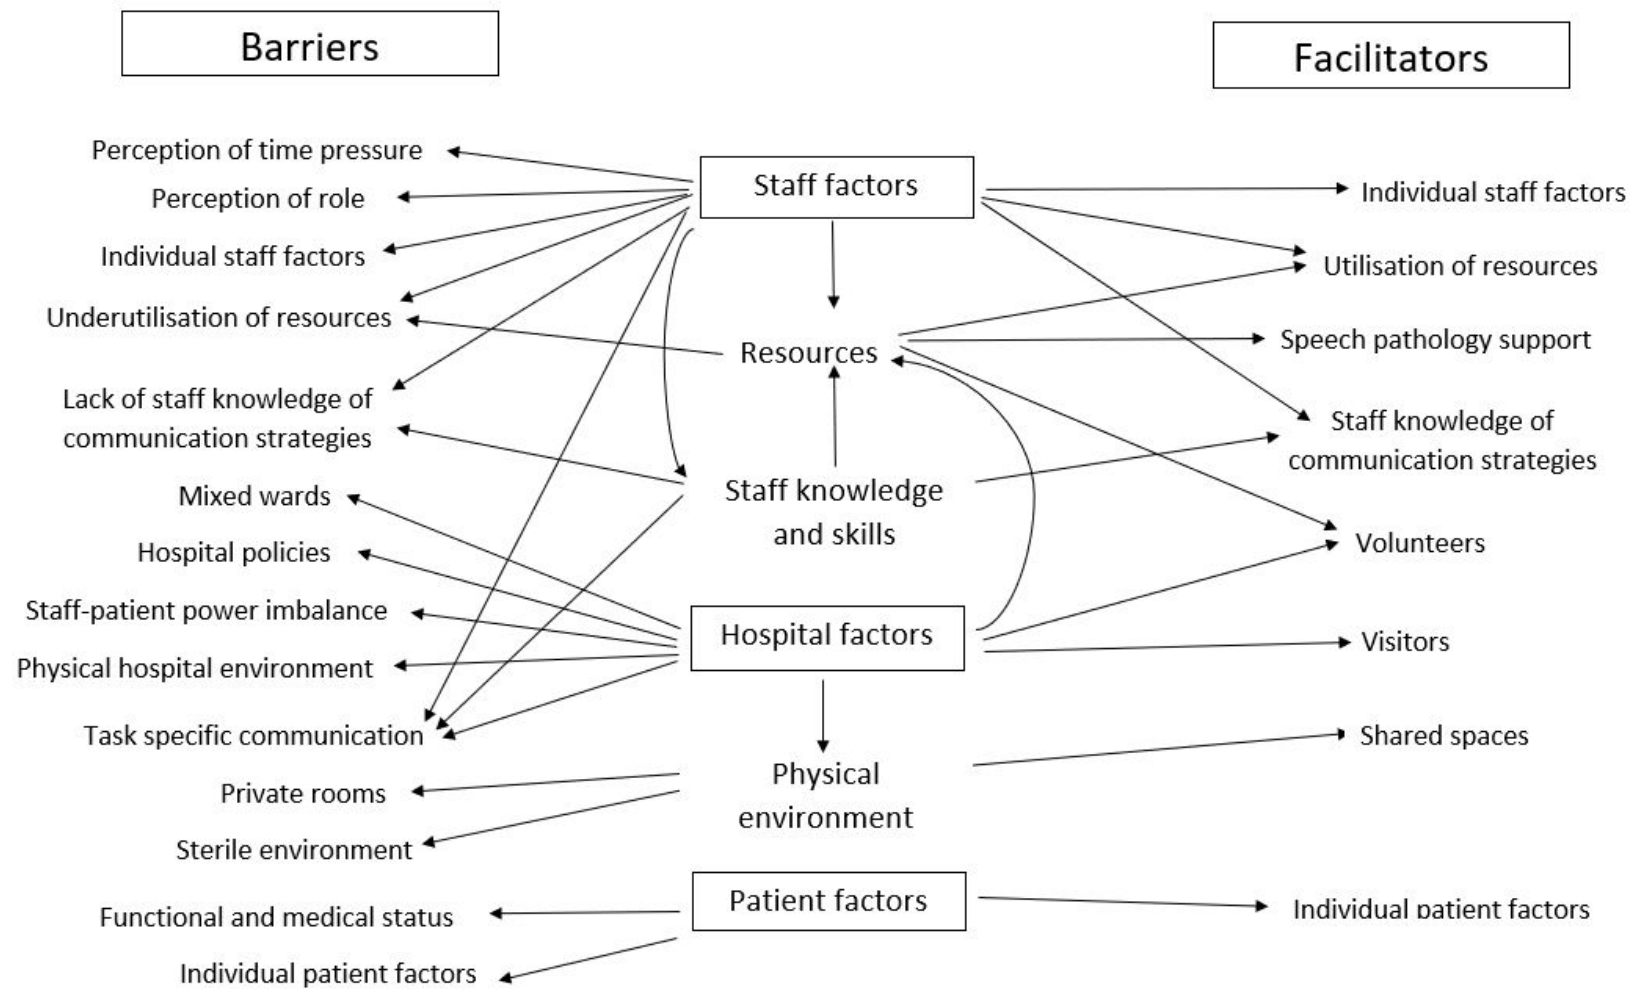 Barriers
Facilitators
Perception of time pressure
Perception of role
Individual staff factors
Underutilisation of resources
Lack of staff knowledge of
communication strategies
Mixed wards
Hospital policies
Staff-patient power imbalance
Physical hospital environment
Task specific communication
Private rooms
Sterile environment
Functional and medical status
Individual patient factors
Staff factors
Resources
Staff knowledge
and skills
Hospital factors
Physical
environment
Patient factors
Individual staff factors
Utilisation of resources
Speech pathology support
Staff knowledge of
communication strategies
Volunteers
Visitors
Shared spaces
Individual patient factors